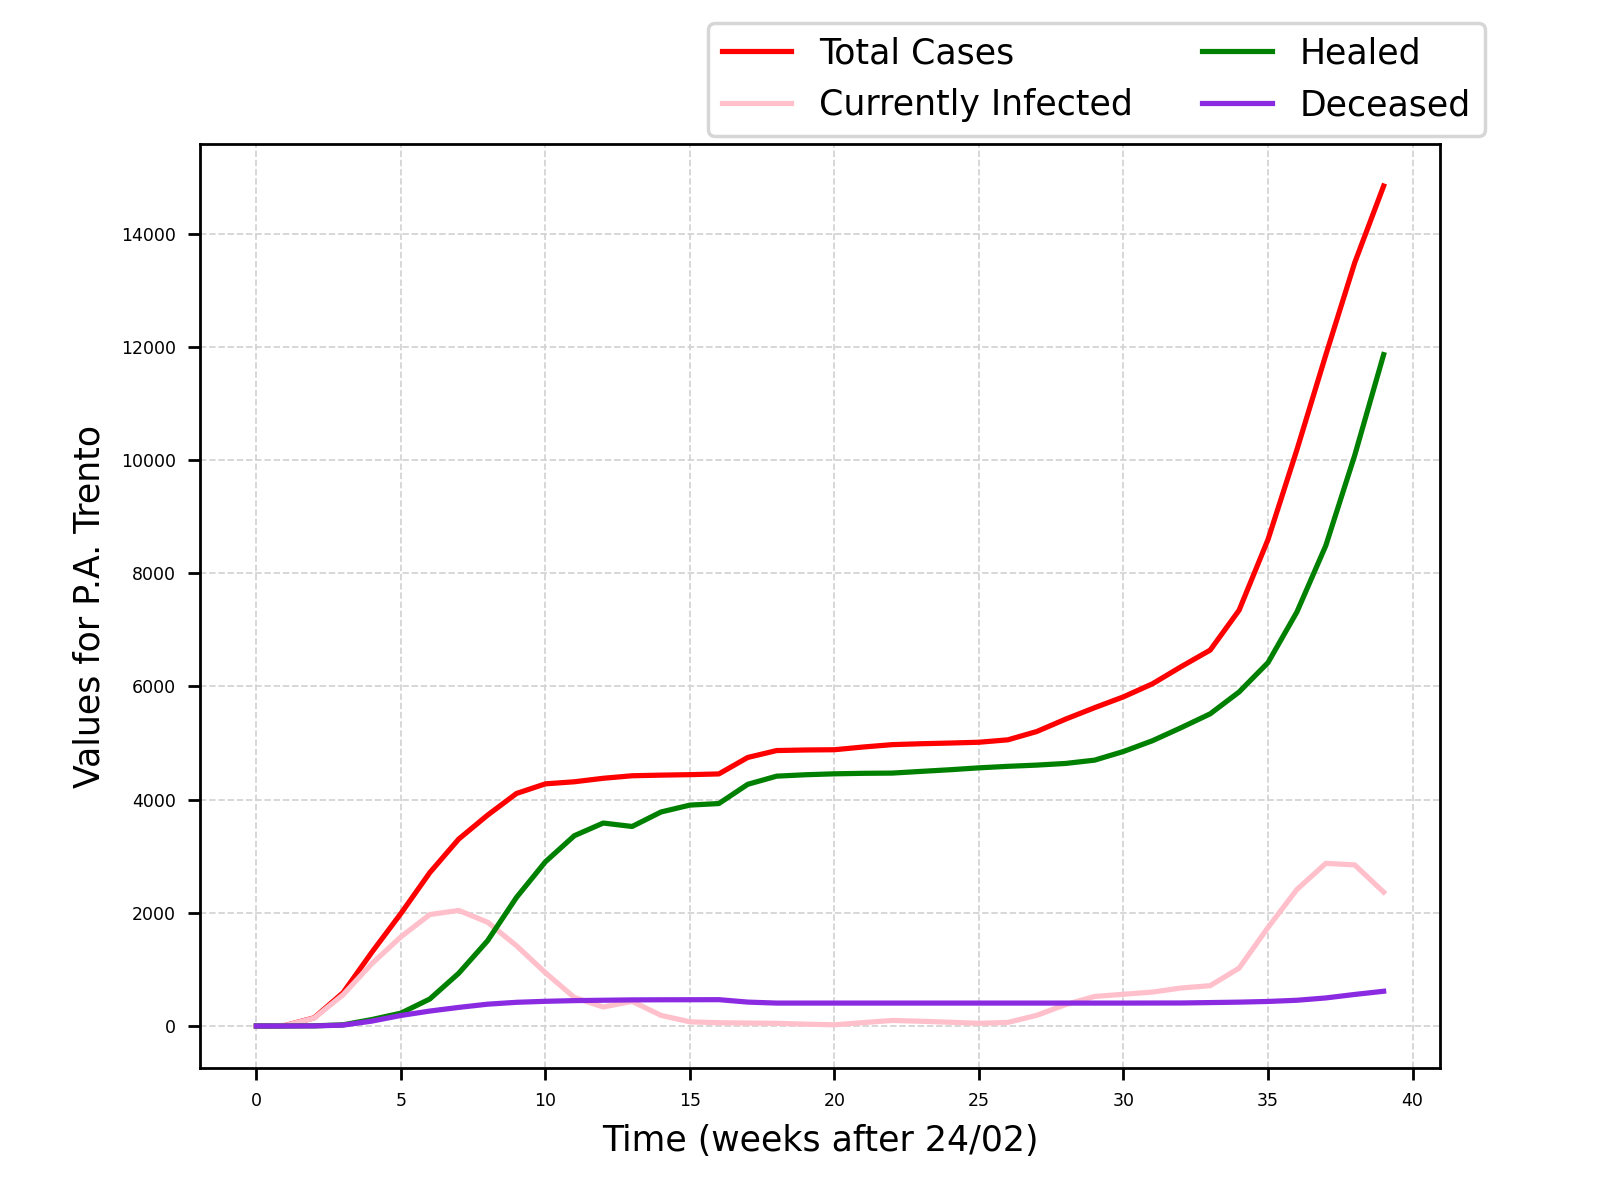 Total Cases
Currently Infected
Healed
Deceased
Values for P.A. Trento
14000
12000
10000
8000
6000
4000
2000
0
0 5 10 15 20 25 30 35 40
Time (weeks after 24/02)